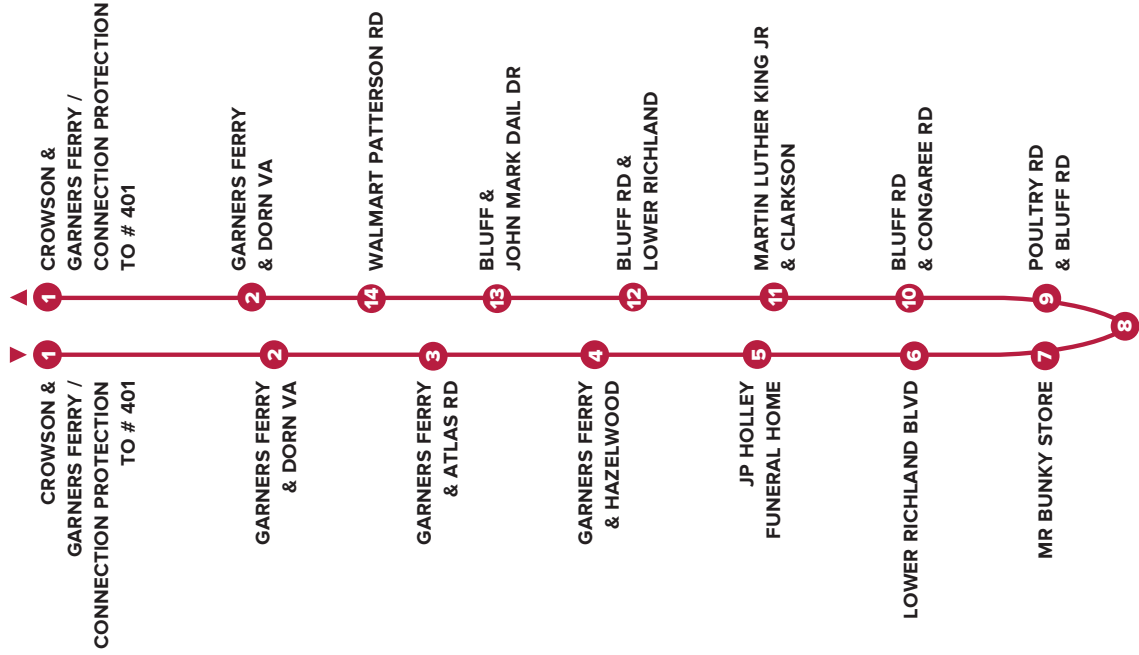 CROWSON &
GARNERS FERRY /
CONNECTION PROTECTION
TO # 401
1
GARNERS FERRY
& DORN VA
2
GARNERS FERRY
& ATLAS RD
3
GARNERS FERRY
& HAZELWOOD
4
JP HOLLEY
FUNERAL HOME
5
LOWER RICHLAND BLVD
6
MR BUNKY STORE
7
8
9
POULTRY RD
& BLUFF RD
10
BLUFF RD
& CONGAREE RD
11
MARTIN LUTHER KING JR
& CLARKSON
12
BLUFF RD &
LOWER RICHLAND
13
BLUFF &
JOHN MARK DAIL DR
14
WALMART PATTERSON RD
2
GARNERS FERRY
& DORN VA
1
CROWSON &
GARNERS FERRY /
CONNECTION PROTECTION
TO # 401